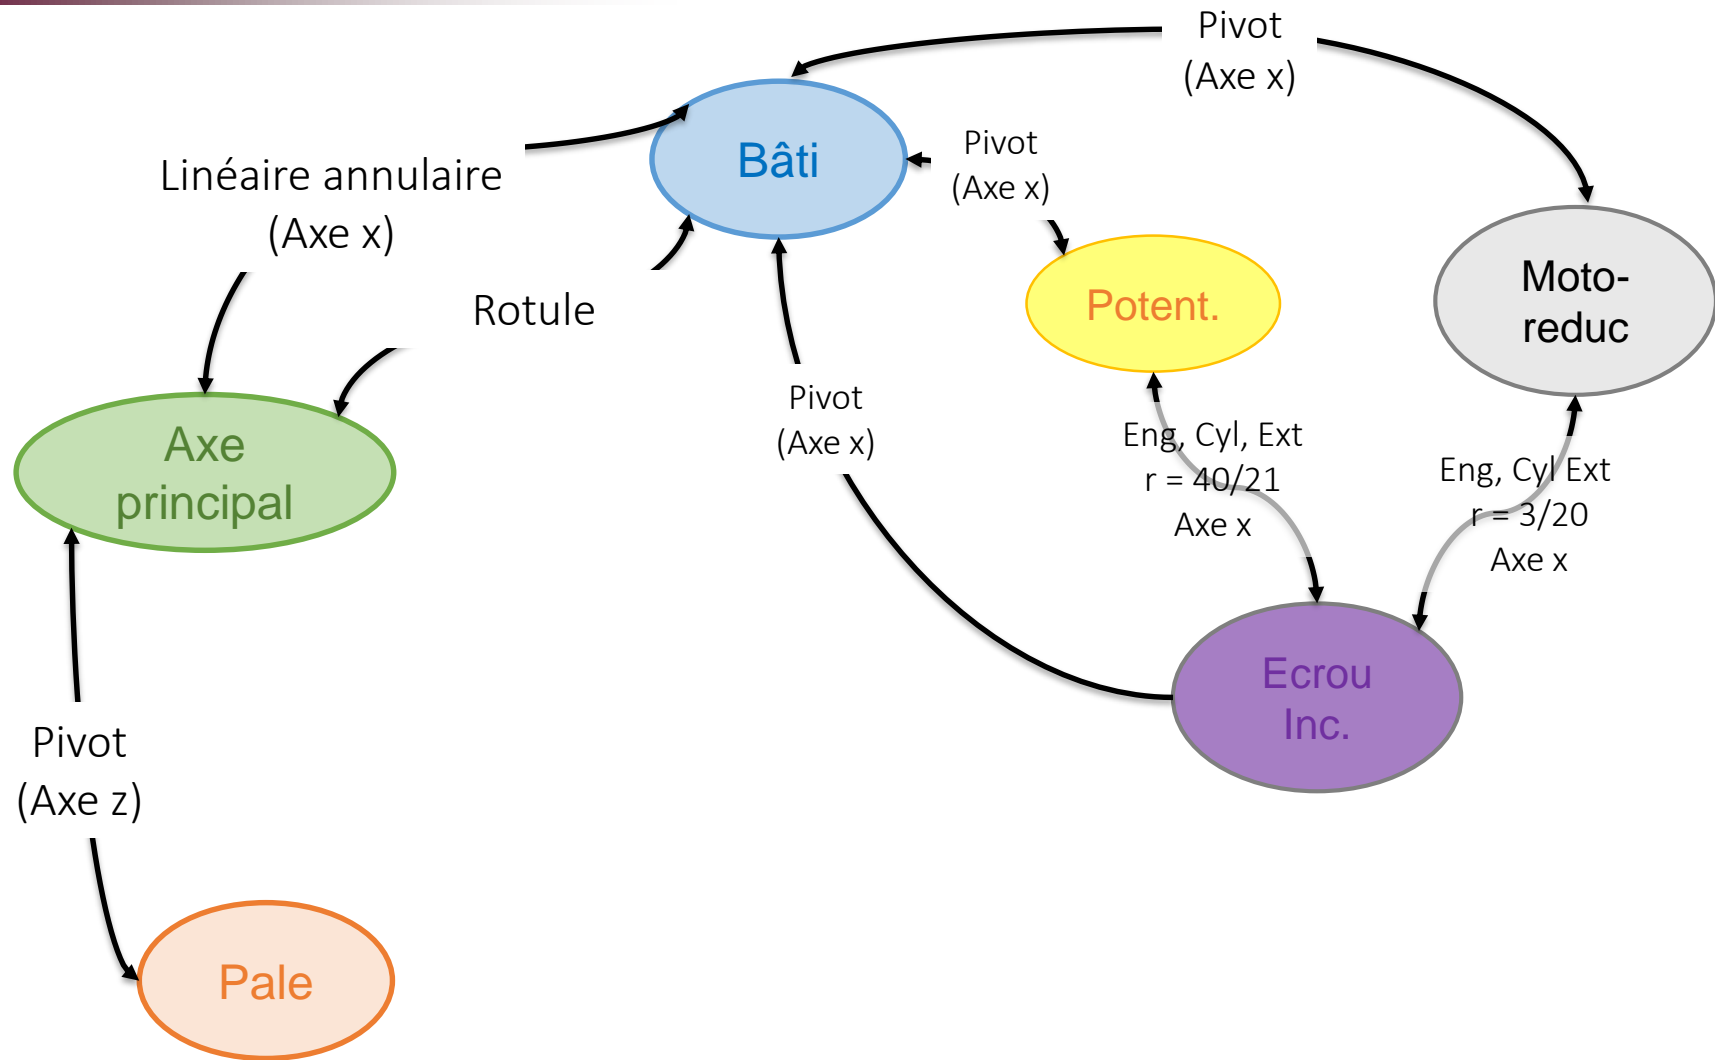 Pivot
(Axe x)
Bâti
Pivot
(Axe x)
Linéaire annulaire
(Axe x)
Rotule
Potent.
Moto-
reduc
Pivot
(Axe x)
Axe
principal
Eng, Cyl, Ext
r = 40/21
Axe x
Eng, Cyl Ext
r = 3/20
Axe x
Ecrou
Inc.
Pivot
(Axe z)
Pale